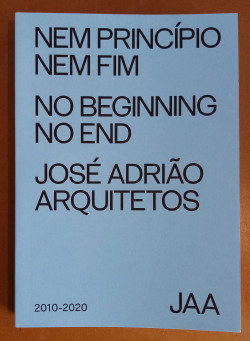 NEM PRINCÍPIO
NEM FIM
NO BEGINNING
NO END
JOSÉ ADRIÃO
ARQUITETOS
2010-2020 JAA